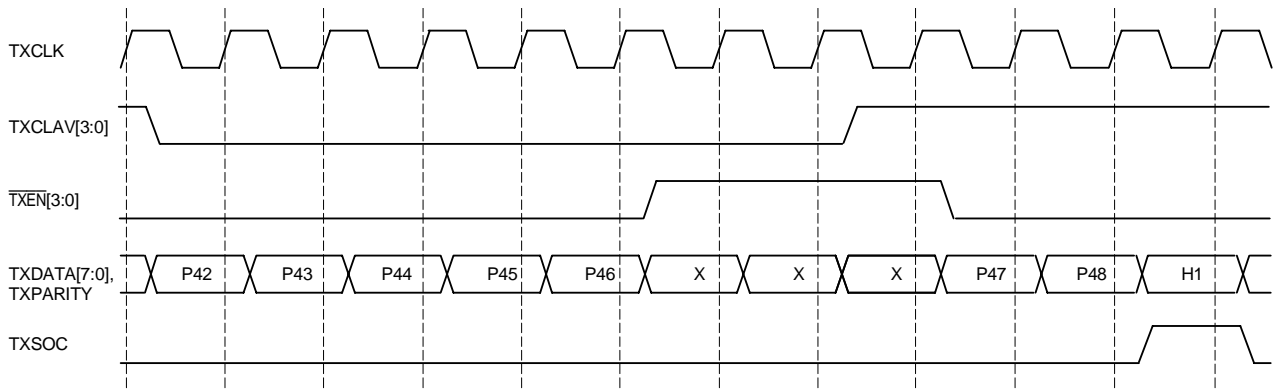 TXCLK
TXCLAV[3:0]
TXEN[3:0]
TXDATA[7:0], P42 P43 P44 P45 P46 X X X P47 P48 H1
TXPARITY
TXSOC